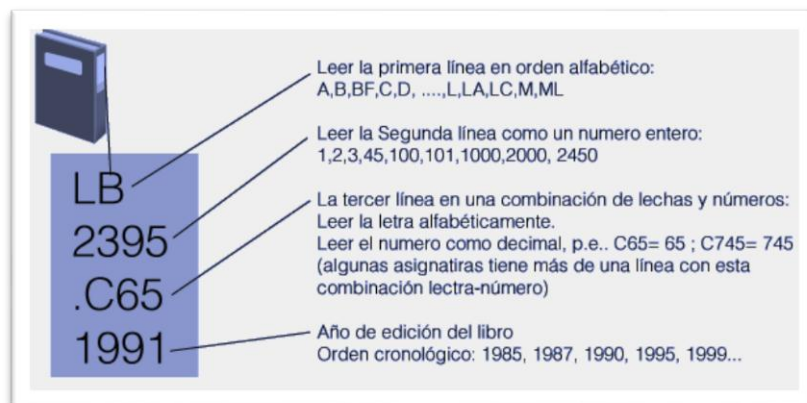 Leer la primera línea en orden alfabético:
A,B,BF,C,D, ....,L,LA,LC,M,ML
Leer la Segunda línea como un numero entero:
1,2,3,45,100,101,1000,2000, 2450
La tercer línea en una combinación de lechas y números:
Leer la letra alfabéticamente.
Leer el numero como decimal, p.e.. C65= 65 ; C745= 745
(algunas asignatiras tiene más de una línea con esta
combinación lectra-número)
Año de edición del libro
Orden cronológico: 1985, 1987, 1990, 1995, 1999...
LB
2395
.C65
1991